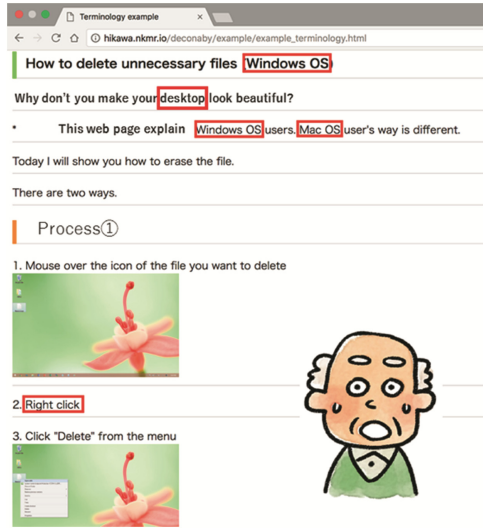 Terminology example
hikawa.nkmr.io/deconaby/example/example_terminology.html
How to delete unnecessary files (Windows OS)
Why don't you make your desktop look beautiful?
* This web page explain Windows OS users. Mac OS user's way is different.
Today I will show you how to erase the file.
There are two ways.
Process①
1. Mouse over the icon of the file you want to delete
2. Right click
3. Click "Delete" from the menu